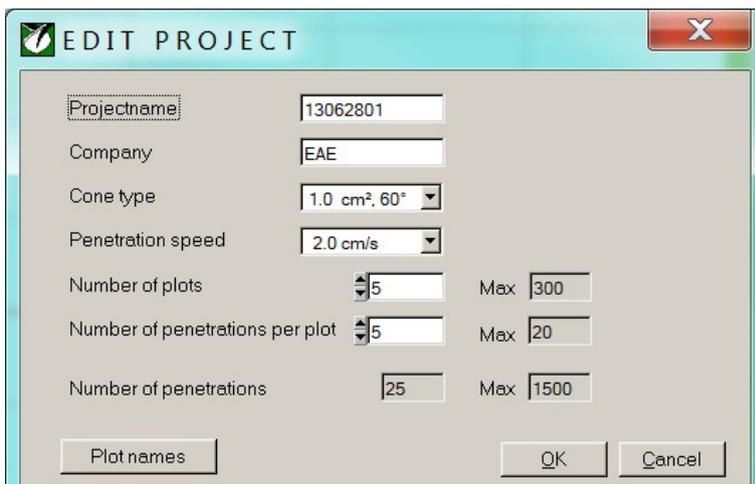 EDIT PROJECT
Projectname 13062801
Company EAE
Cone type 1.0 cm², 60°
Penetration speed 2.0 cm/s
Number of plots 5 Max 300
Number of penetrations per plot 5 Max 20
Number of penetrations 25 Max 1500
Plot names OK Cancel